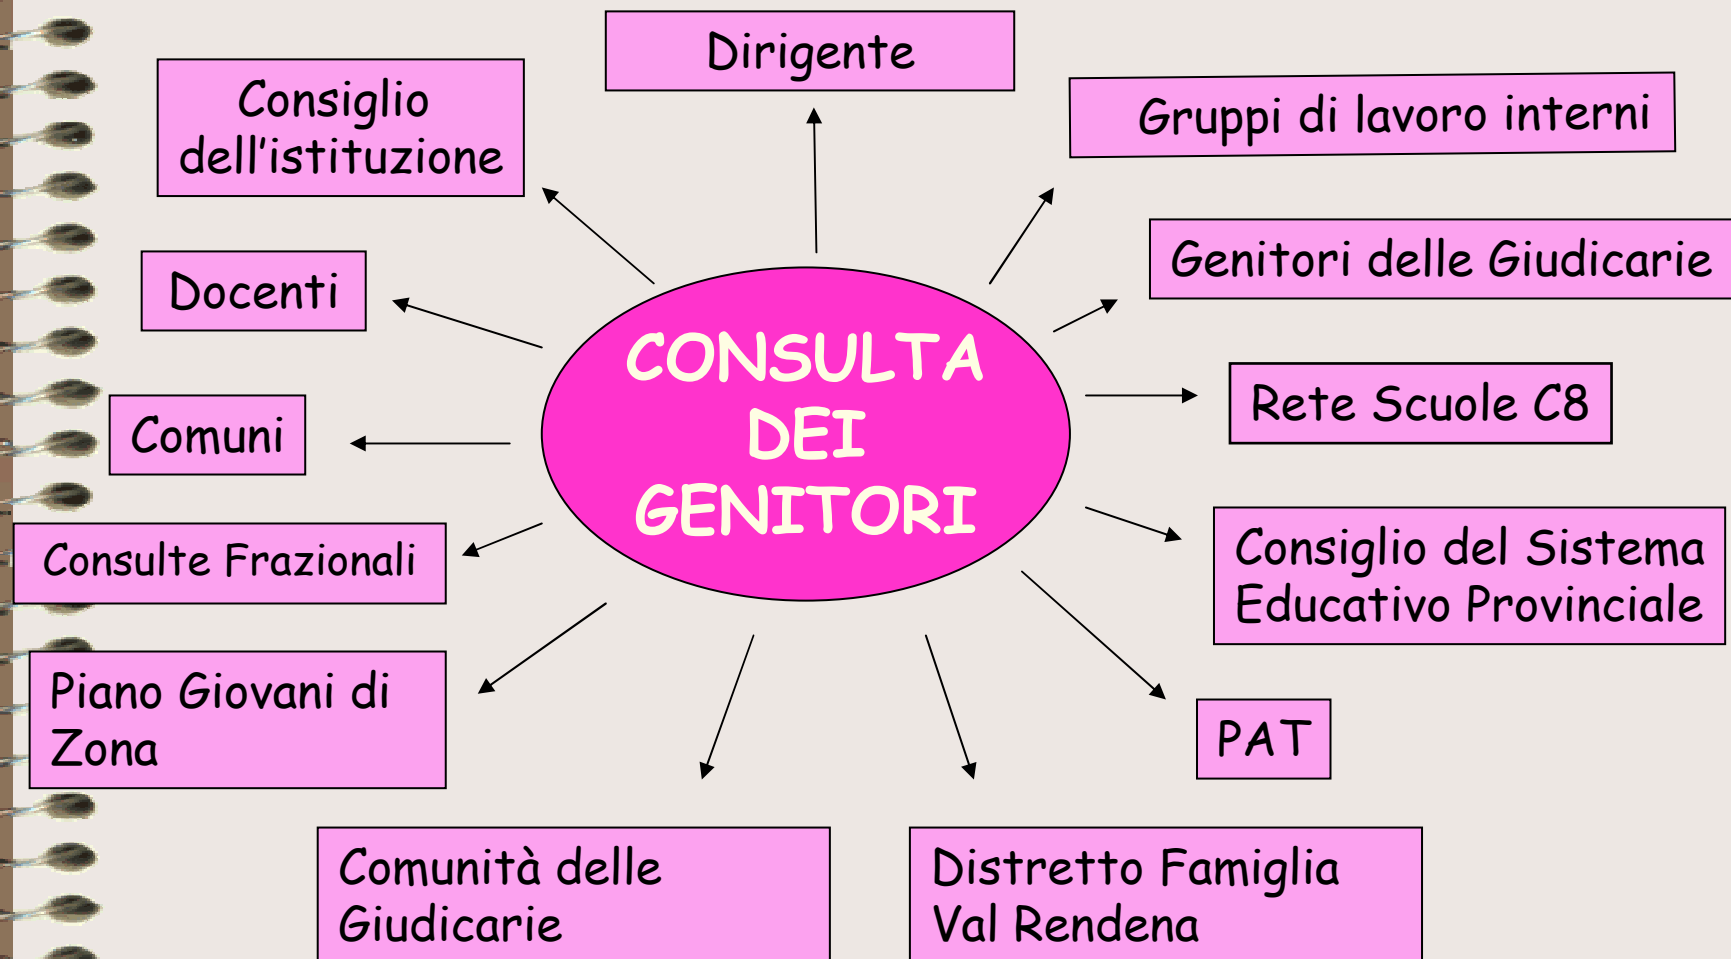 Dirigente
Consiglio
dell'istituzione
Gruppi di lavoro interni
Genitori delle Giudicarie
Docenti
CONSULTA
DEI
GENITORI
Rete Scuole C8
Comuni
Consulte Frazionali
Consiglio del Sistema
Educativo Provinciale
Piano Giovani di
Zona
PAT
Comunità delle
Giudicarie
Distretto Famiglia
Val Rendena